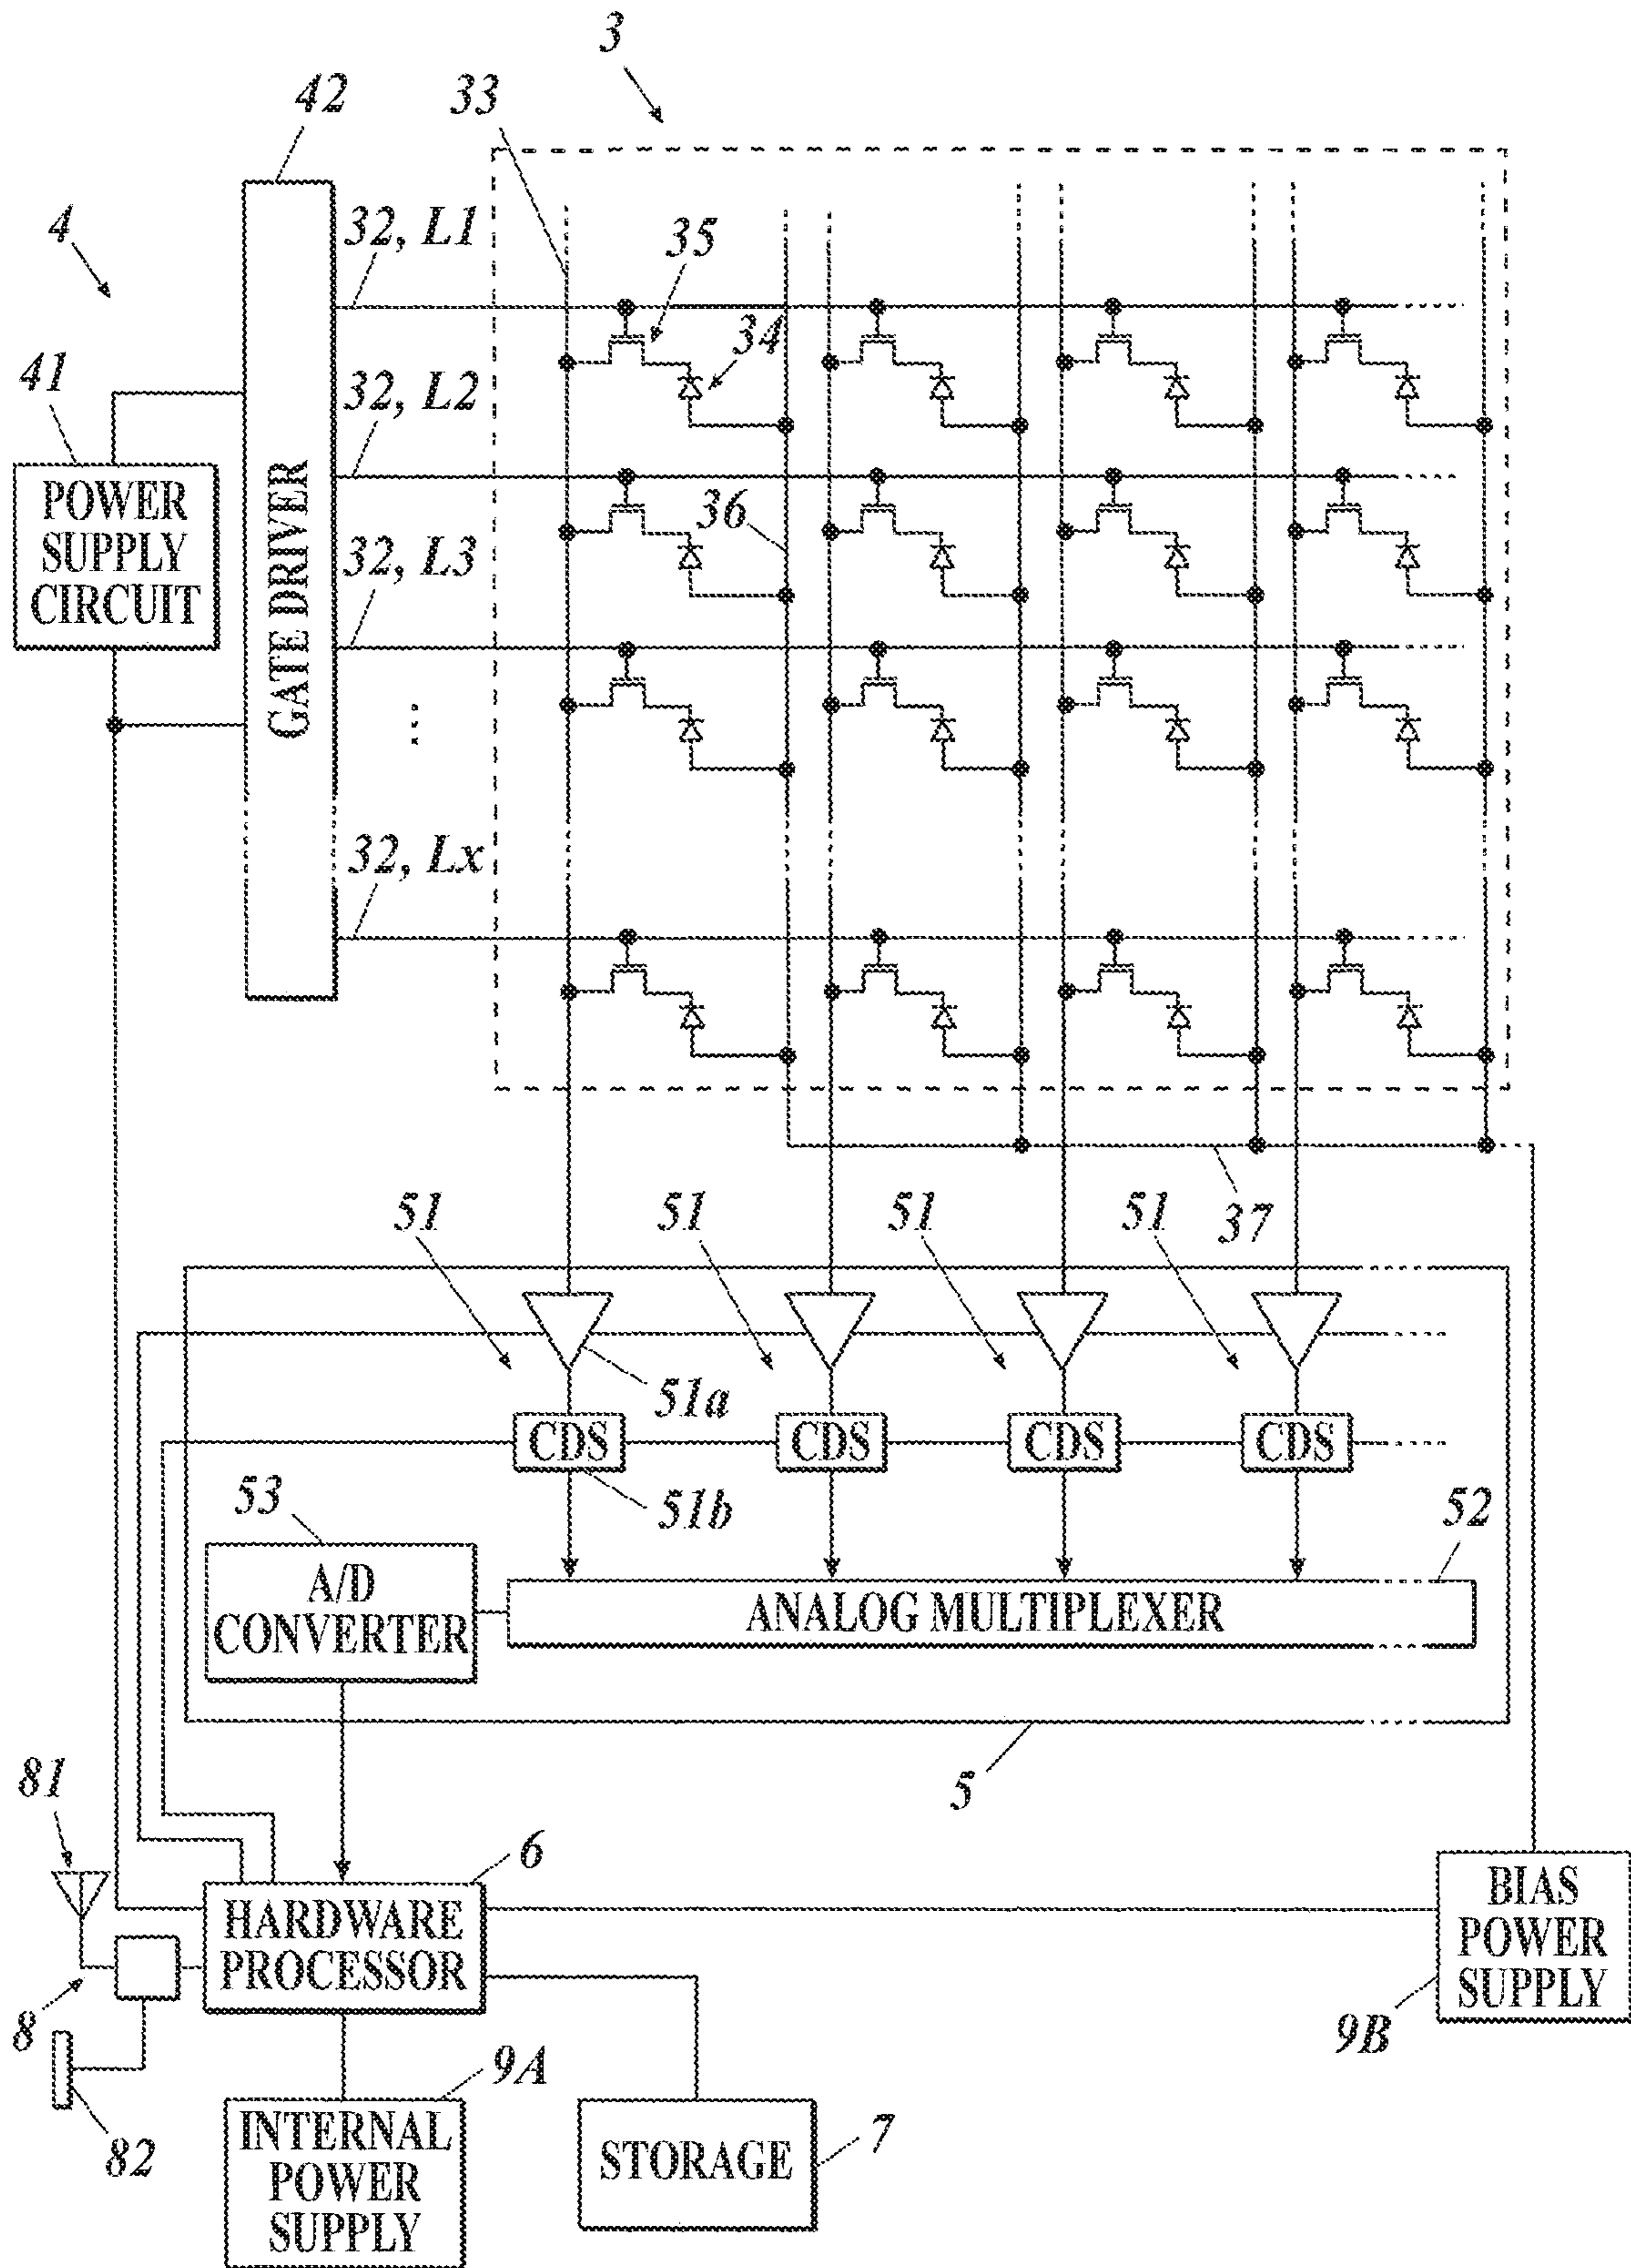 3
42
33
4
32, L1
35
34
41
32, L2
POWER
SUPPLY
CIRCUIT
GATE DRIVER
36
32, L3
32, Lx
37
51
51
51
51
51a
CDS
CDS
CDS
CDS
51b
53
52
A/D
CONVERTER
ANALOG MULTIPLEXER
5
81
6
HARDWARE
PROCESSOR
BIAS
POWER
SUPPLY
8
9B
82
9A
INTERNAL
POWER
SUPPLY
STORAGE
7